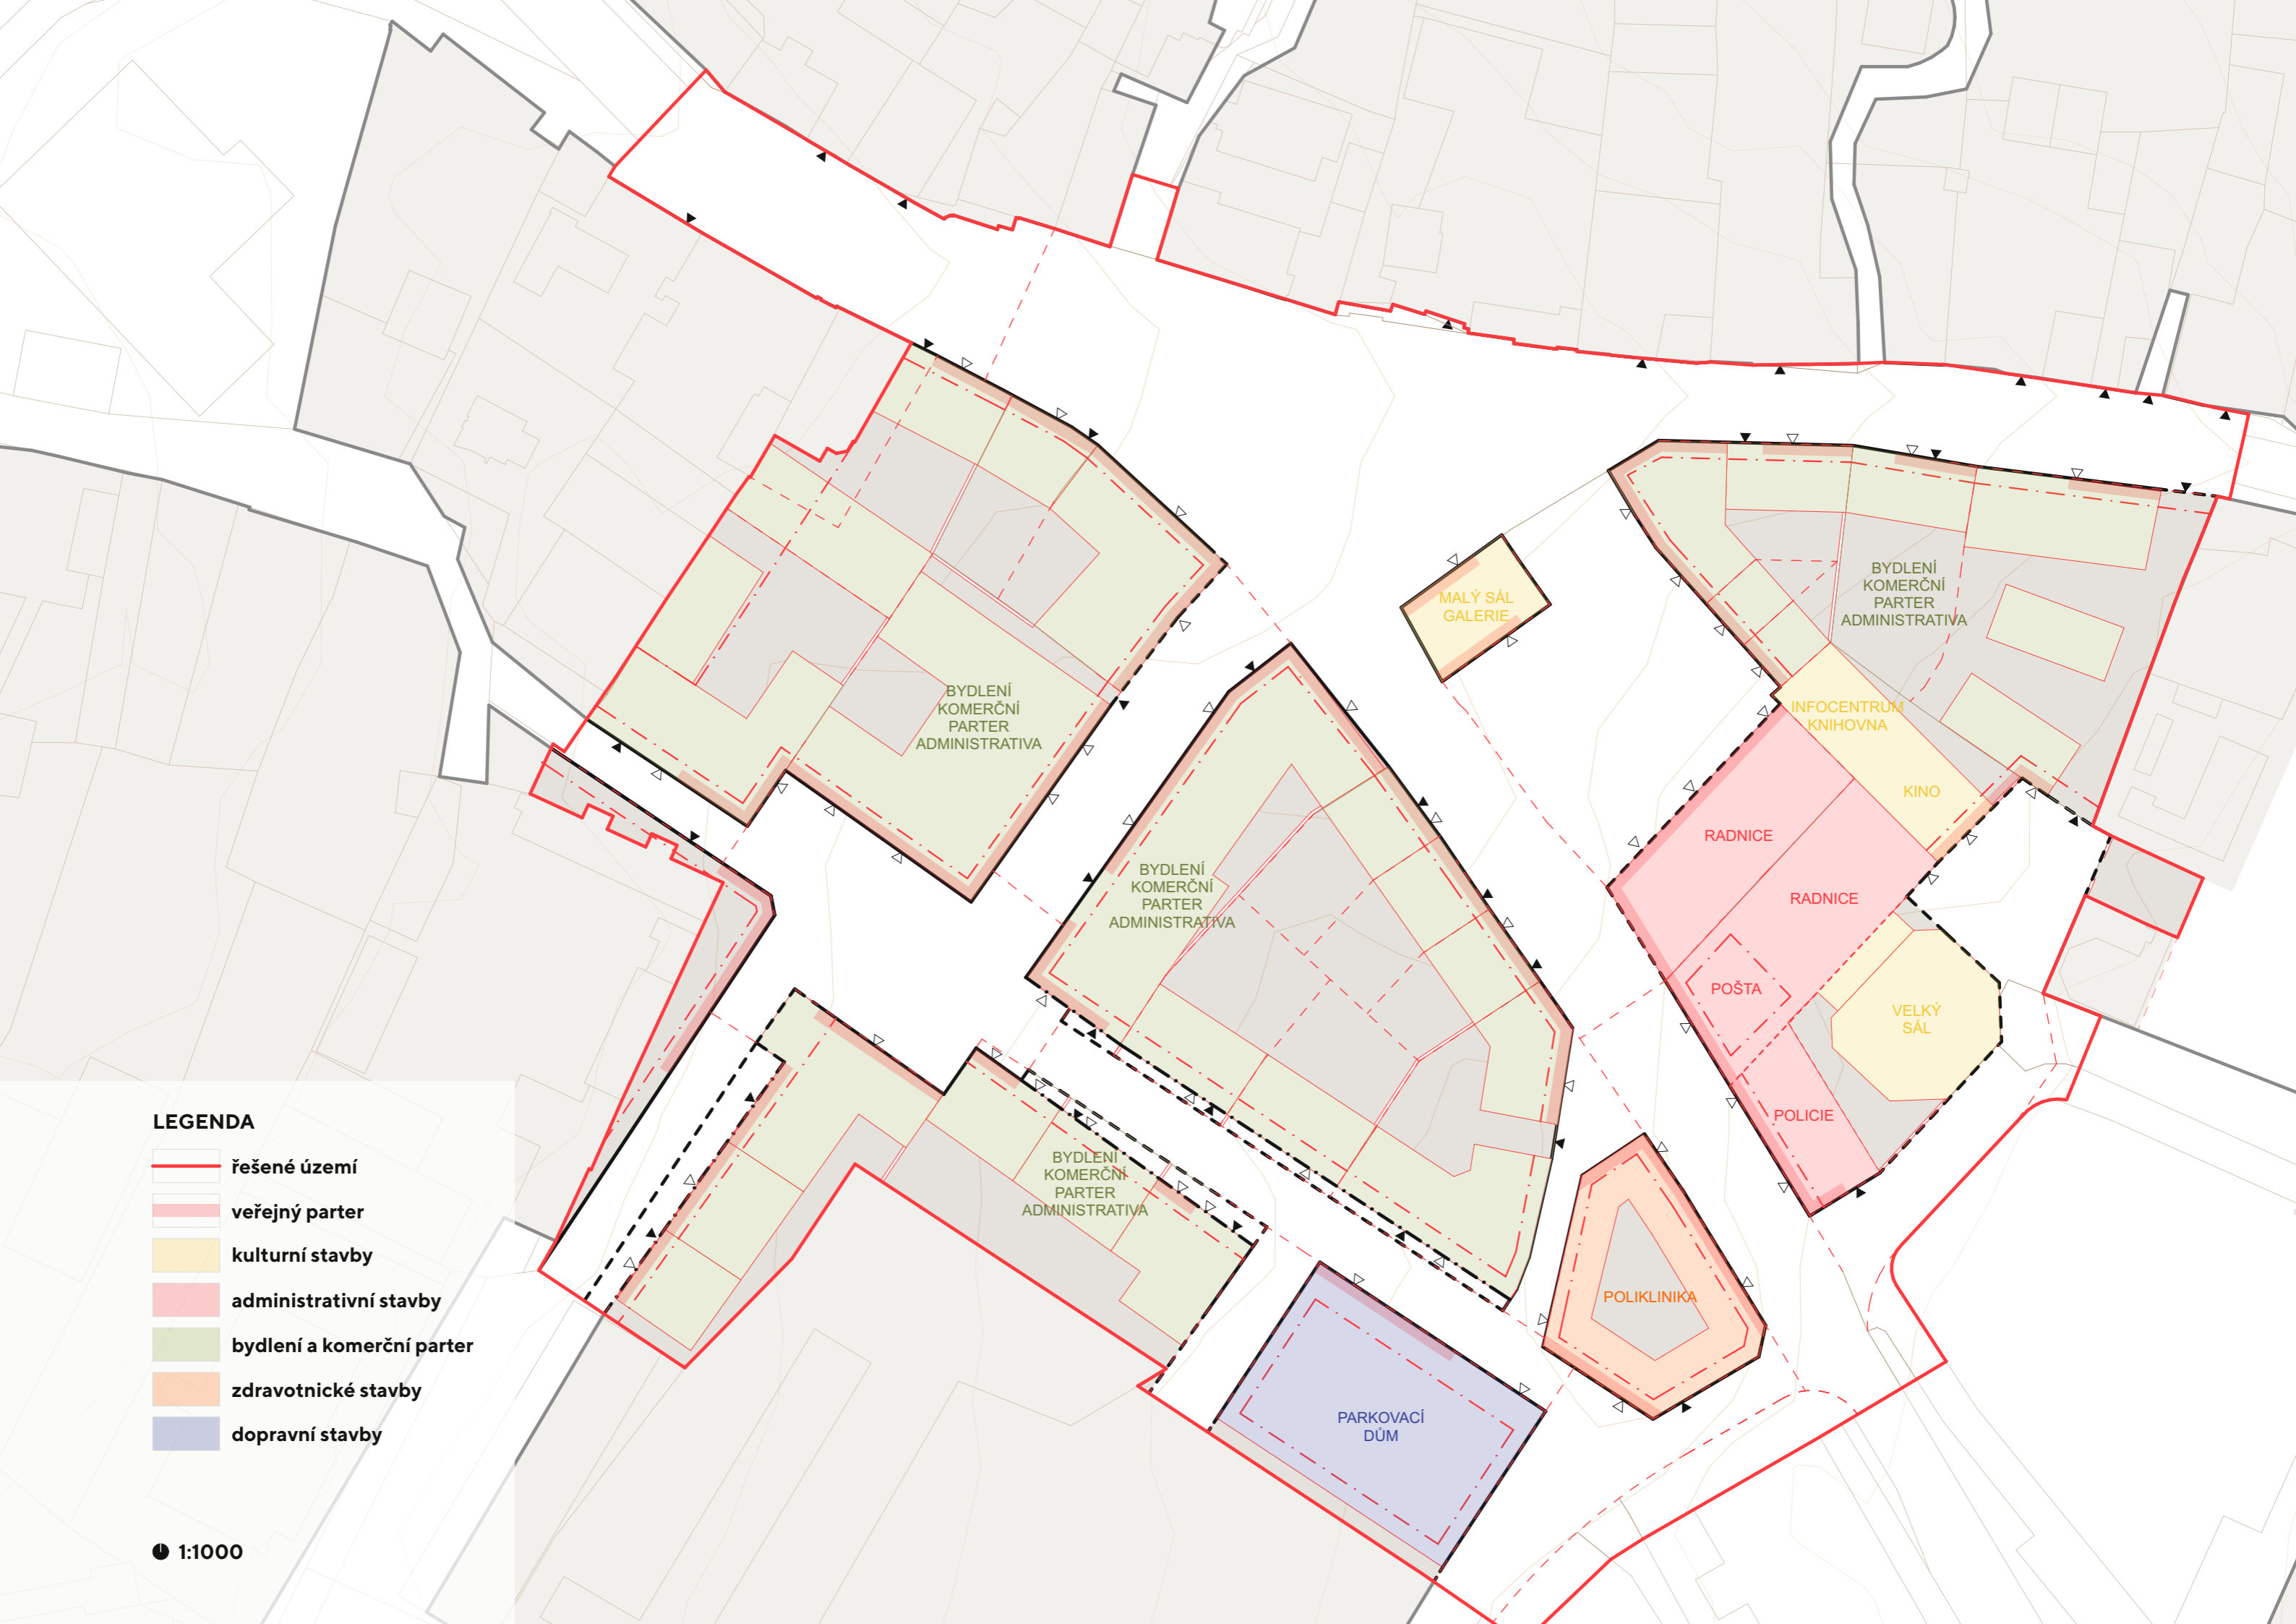 BYDLENÍ
KOMERČNÍ
PARTER
ADMINISTRATIVA
MALÝ SÁL
GALERIE
BYDLENÍ
KOMERČNÍ
PARTER
ADMINISTRATIVA
INFOCENTRUM
KNIHOVNA
KINO
RADNICE
RADNICE
BYDLENÍ
KOMERČNÍ
PARTER
ADMINISTRATIVA
POŠTA
VELKÝ
SÁL
POLICIE
BYDLENÍ
KOMERČNÍ
PARTER
ADMINISTRATIVA
POLIKLINIKA
PARKOVACÍ
DŮM
LEGENDA
řešené území
veřejný parter
kulturní stavby
administrativní stavby
bydlení a komerční parter
zdravotnické stavby
dopravní stavby
1:1000